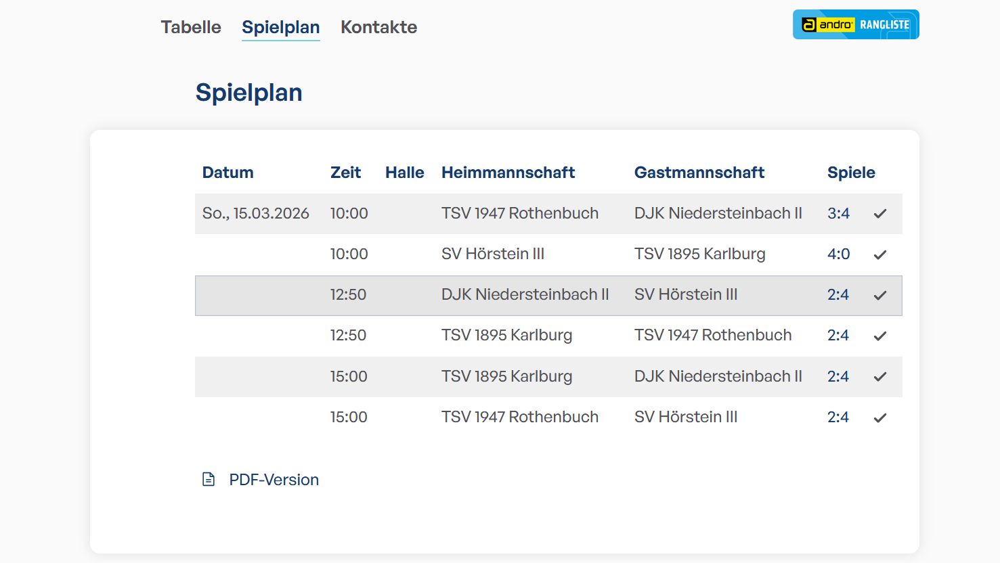 Tabelle Spielplan Kontakte
andro RANGLISTE
Spielplan
Datum Zeit Halle Heimmannschaft Gastmannschaft Spiele
So., 15.03.2026 10:00 TSV 1947 Rothenbuch DJK Niedersteinbach II 3:4
10:00 SV Hörstein III TSV 1895 Karlburg 4:0
12:50 DJK Niedersteinbach II SV Hörstein III 2:4
12:50 TSV 1895 Karlburg TSV 1947 Rothenbuch 2:4
15:00 TSV 1895 Karlburg DJK Niedersteinbach II 2:4
15:00 TSV 1947 Rothenbuch SV Hörstein III 2:4
PDF-Version